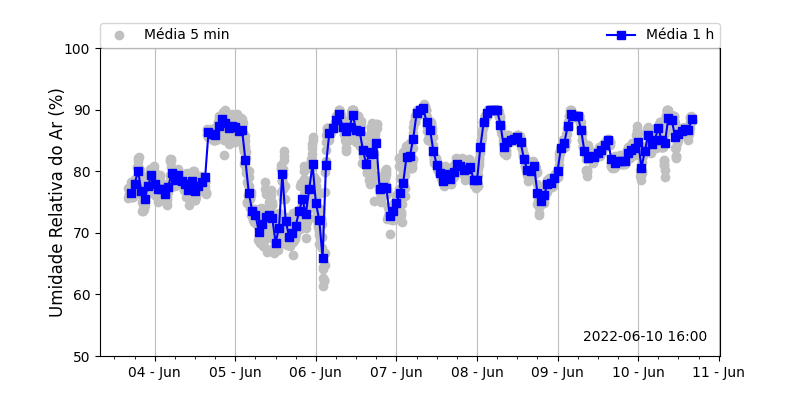 Média 5 min Média 1 h
Umidade Relativa do Ar (%)
100
90
80
70
60
50
2022-06-10 16:00
04 - Jun 05 - Jun 06 - Jun 07 - Jun 08 - Jun 09 - Jun 10 - Jun 11 - Jun